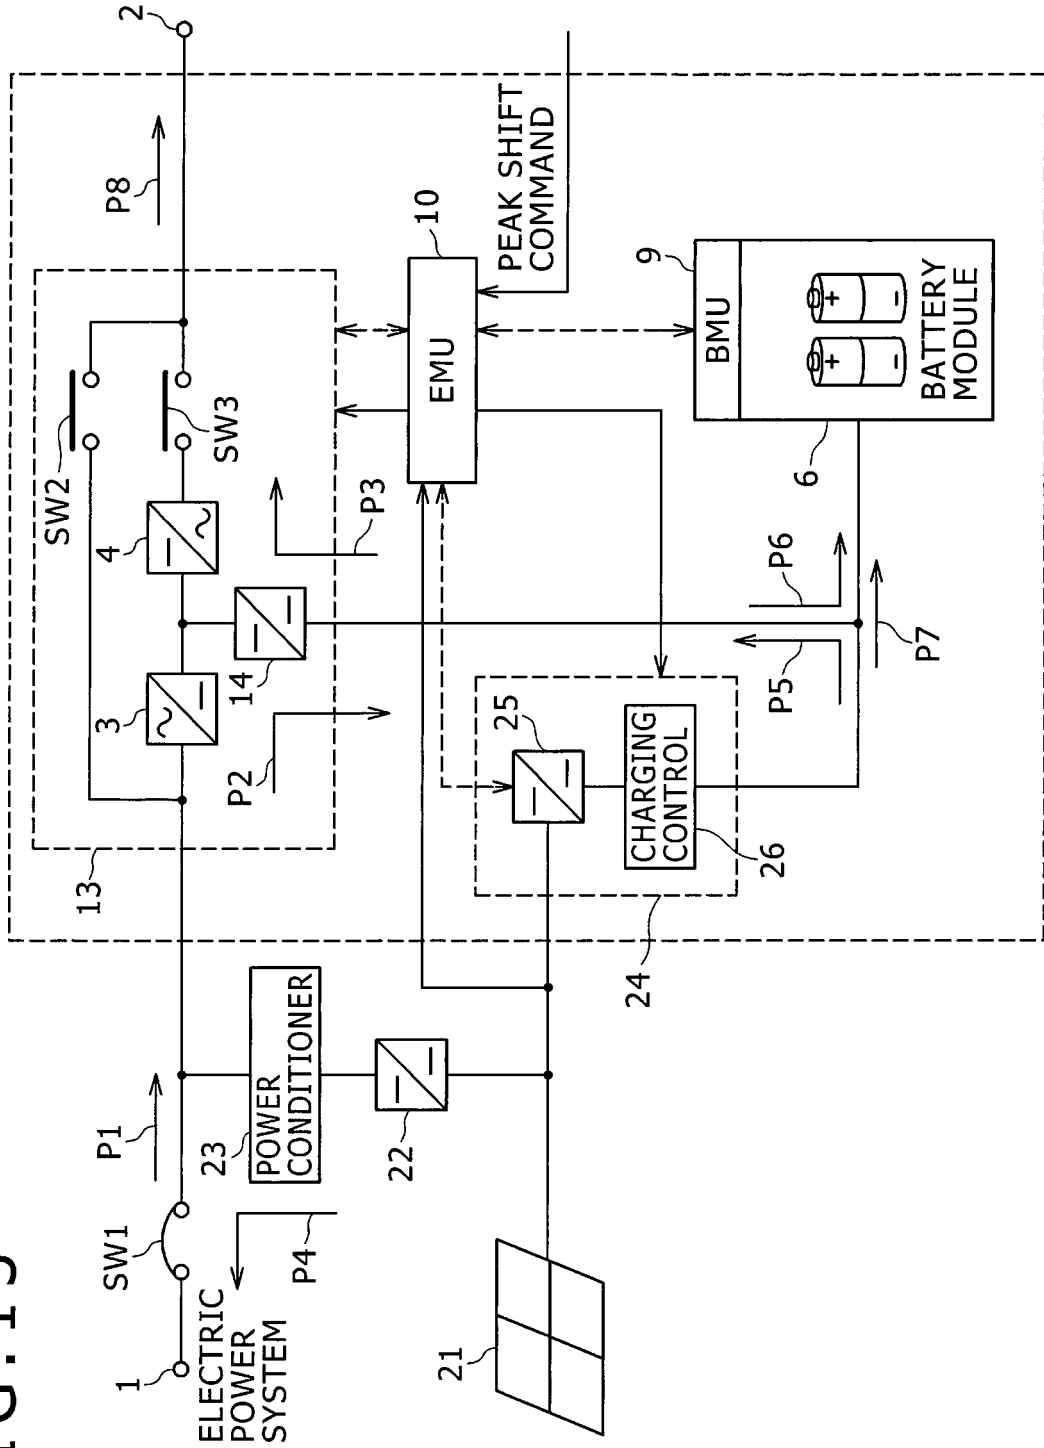 1
ELECTRIC
POWER
SYSTEM
SW1
P1
P4
23
POWER
CONDITIONER
22
21
13
P2
3
14
4
SW2
SW3
P3
P8
2
10
EMU
PEAK SHIFT
COMMAND
24
25
CHARGING
CONTROL
26
P5
P6
P7
6
9
BMU
+
-
+
-
BATTERY
MODULE